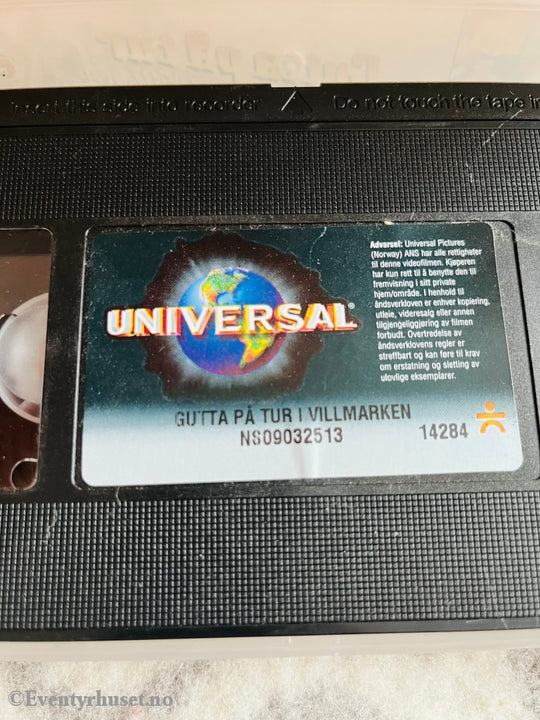 Insert this side into recorder
Do not touch the tape in
UNIVERSAL
Advarsel: Universal Pictures
(Norway) ANS har alle rettigheter
til denne videofilmen. Kjøperen
har kun rett til å benytte den til
fremvisning i sitt private
hjem/område. I henhold til
åndsverkloven er enhver kopiering,
utleie, videresalg eller annen
tilgjengeliggjøring av filmen
forbudt. Overtredelse av
åndsverklovens regler er
streffbart og kan føre til krav
om erstatning og sletting av
ulovlige eksemplarer.
GUTTA PÅ TUR I VILLMARKEN
NS09032513
14284
©Eventyrhuset.no